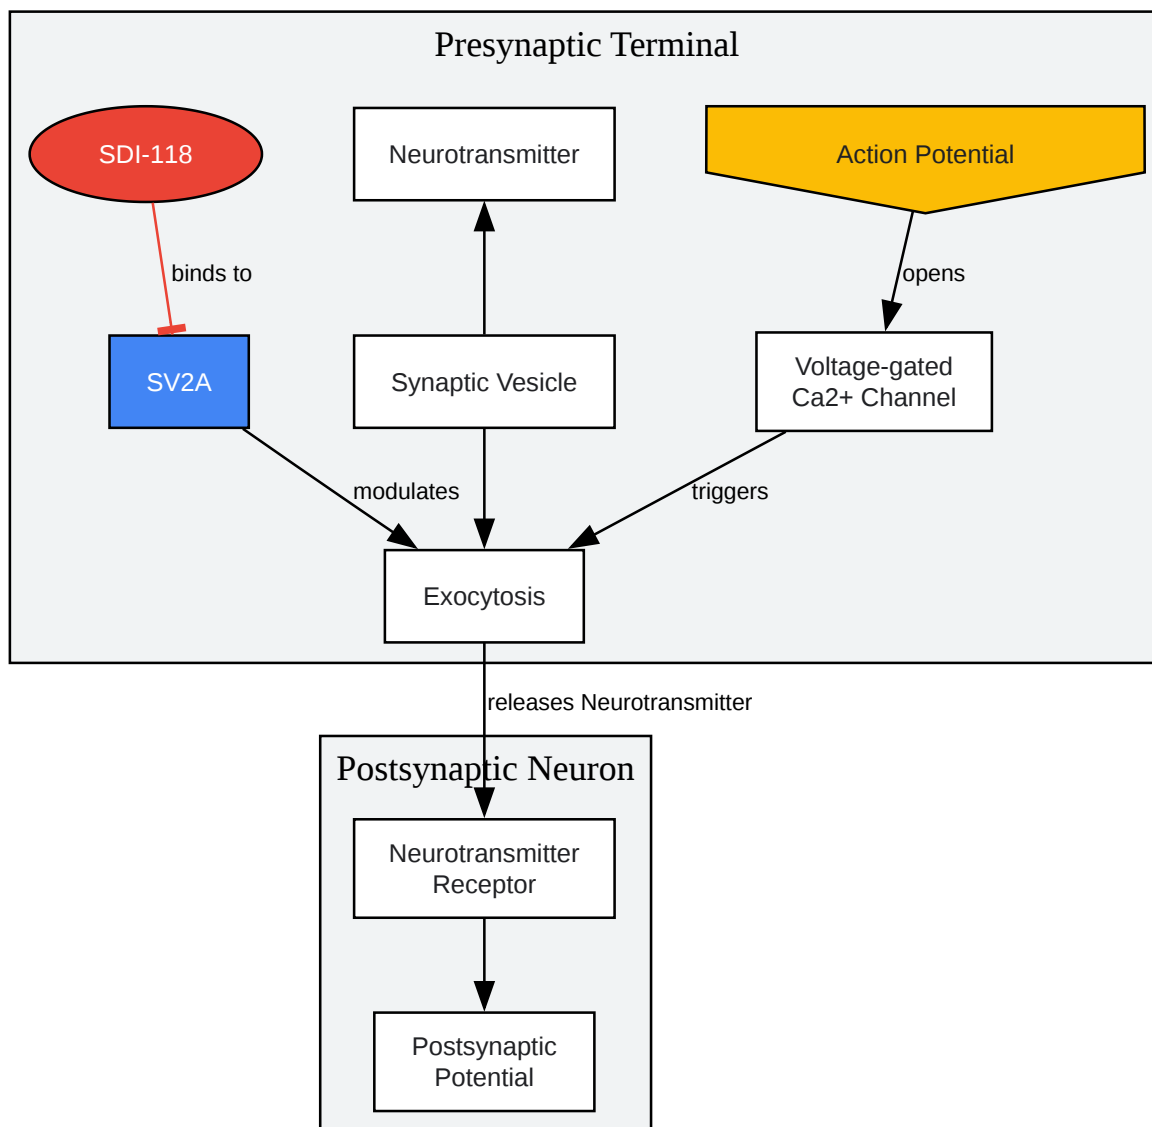 Presynaptic Terminal
SDI-118
Neurotransmitter
Action Potential
binds to
opens
SV2A
Synaptic Vesicle
Voltage-gated
Ca2+ Channel
modulates
triggers
Exocytosis
releases Neurotransmitter
Postsynaptic Neuron
Neurotransmitter
Receptor
Postsynaptic
Potential